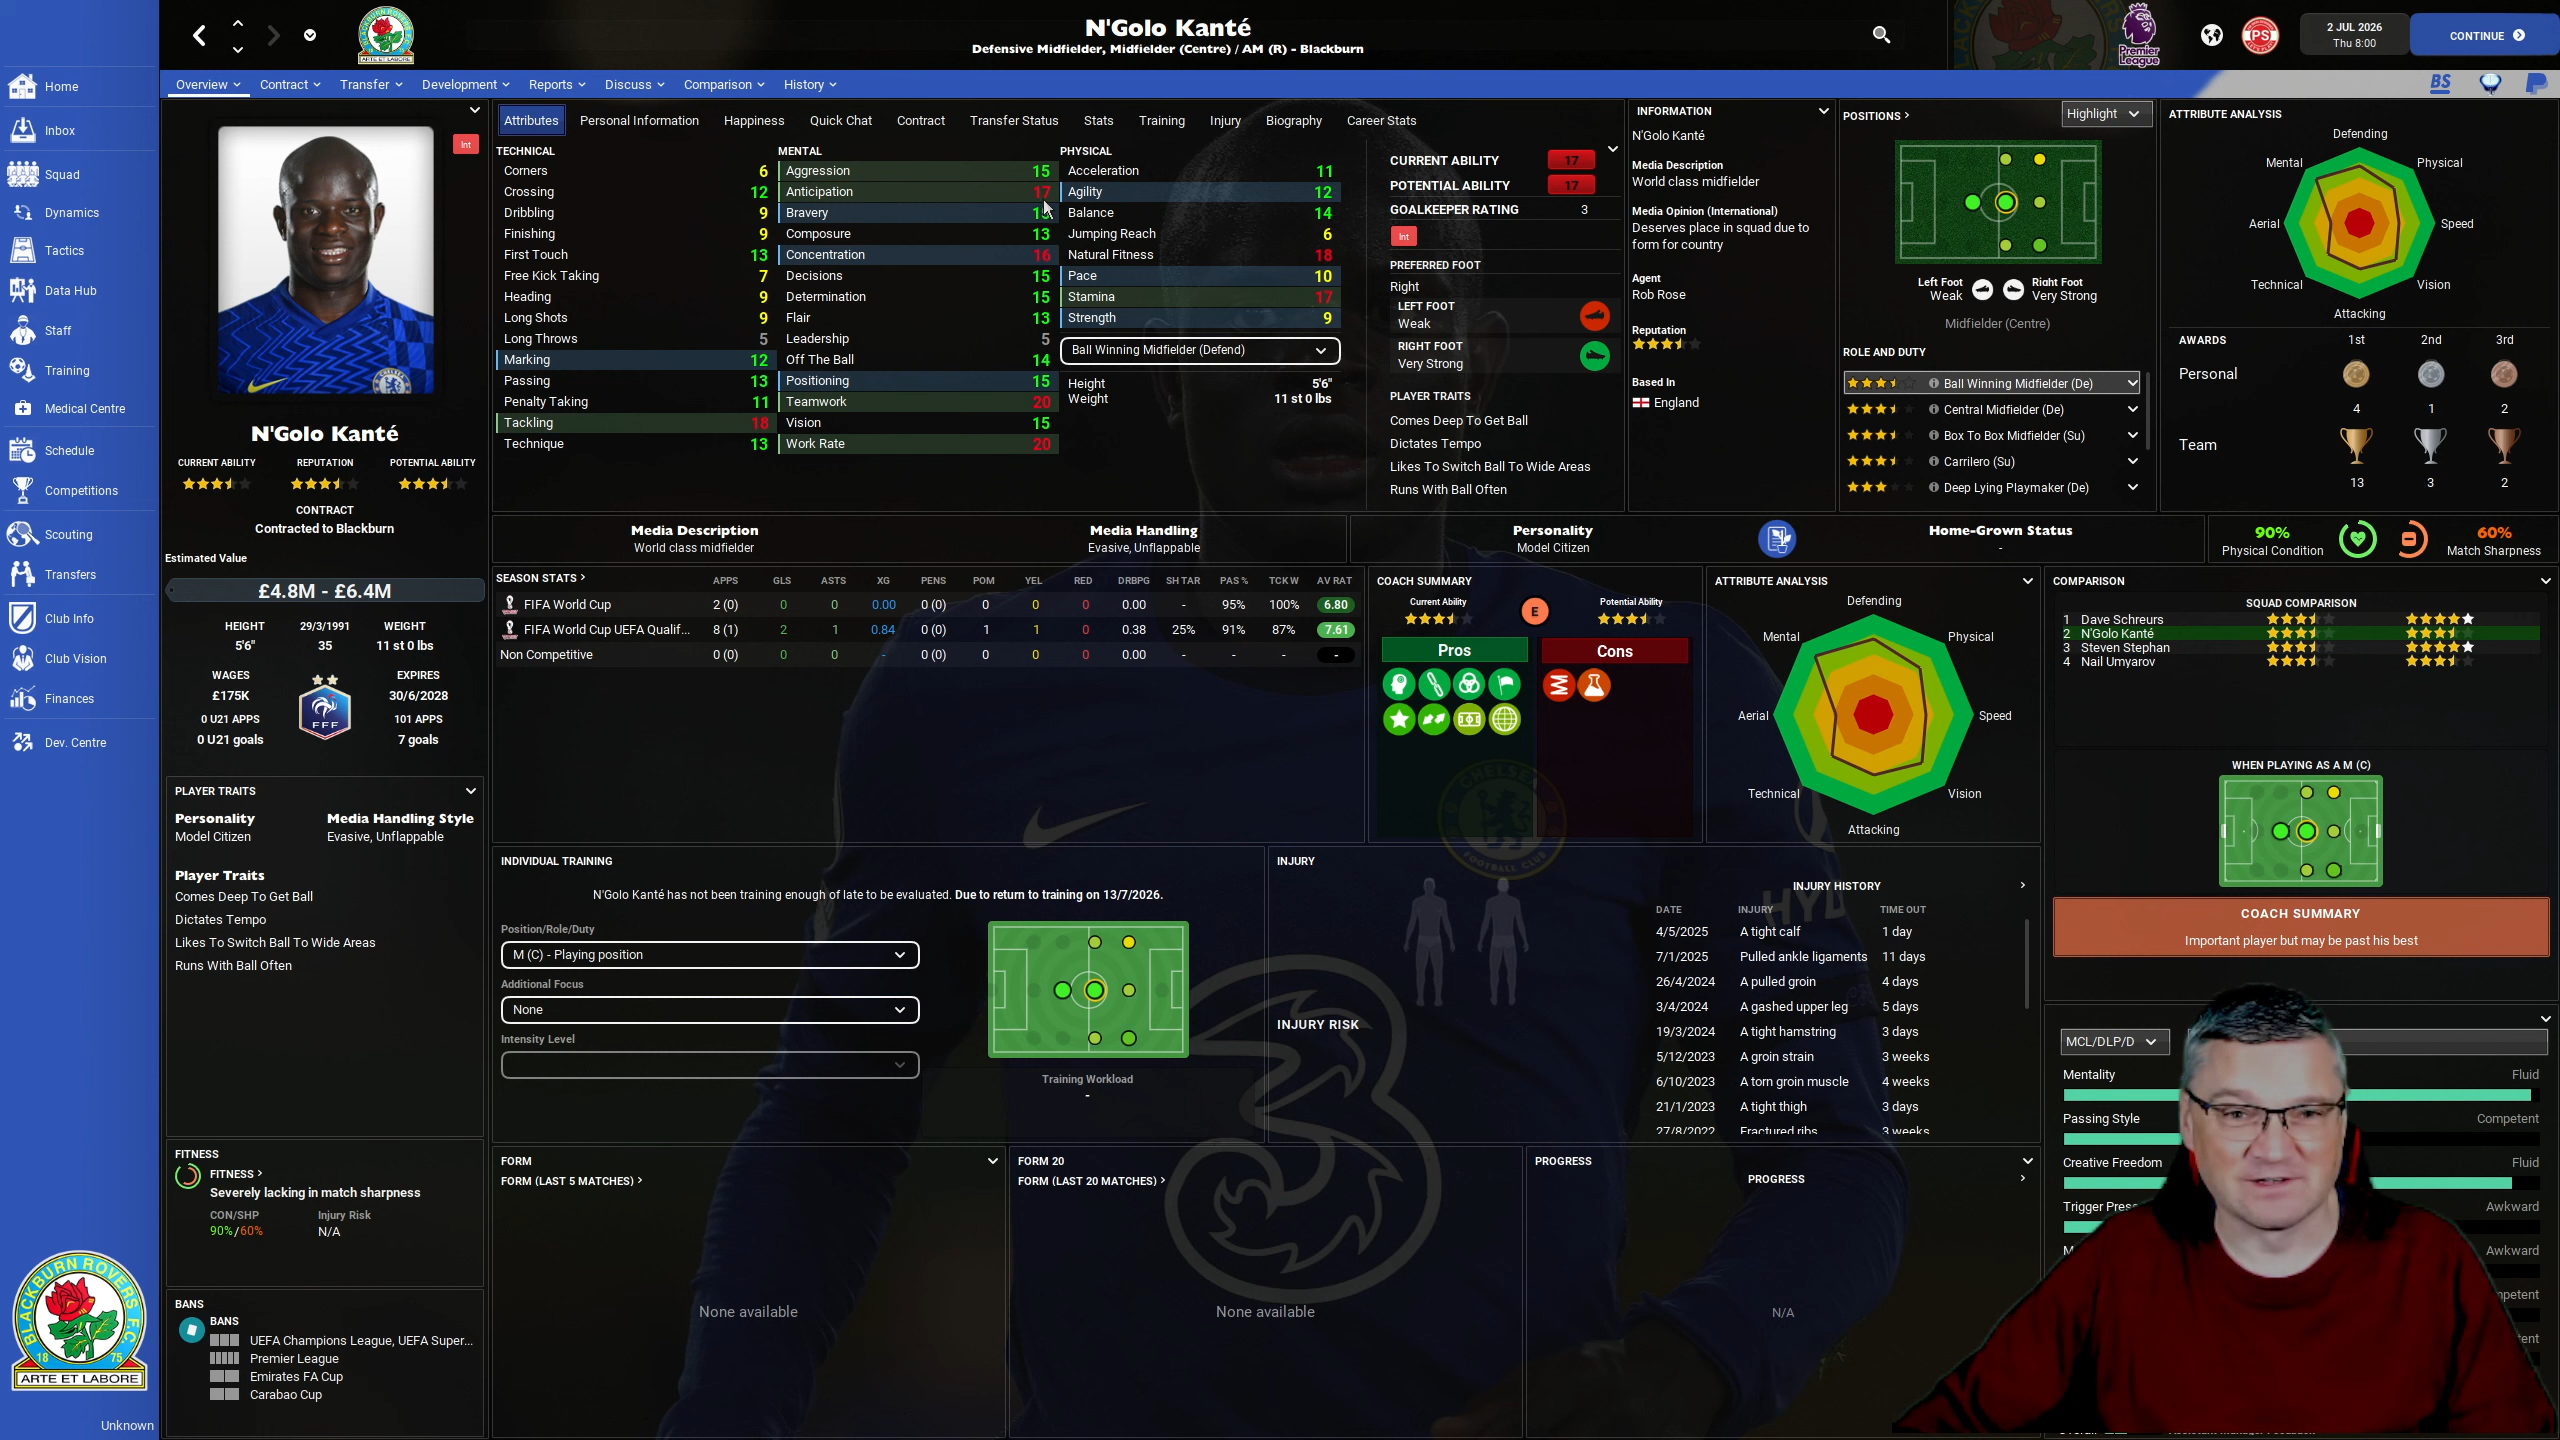 N'Golo Kanté
Defensive Midfielder, Midfielder (Centre) / AM (R) - Blackburn
Premier League
PS
2 JUL 2026
Thu 8:00
CONTINUE
Overview
Contract
Transfer
Development
Reports
Discuss
Comparison
History
BS
Home
Inbox
Squad
Dynamics
Tactics
Data Hub
Staff
Training
Medical Centre
Schedule
Competitions
Scouting
Transfers
Club Info
Club Vision
Finances
Dev. Centre
BLACKBURN ROVERS F.C.
18 75
ARTE ET LABORE
Unknown
Int
N'Golo Kanté
CURRENT ABILITY REPUTATION POTENTIAL ABILITY
CONTRACT
Contracted to Blackburn
Estimated Value
£4.8M - £6.4M
HEIGHT 29/3/1991 WEIGHT
5'6" 35 11 st 0 lbs
WAGES EXPIRES
£175K 30/6/2028
0 U21 APPS 101 APPS
0 U21 goals FFF 7 goals
PLAYER TRAITS
Personality Media Handling Style
Model Citizen Evasive, Unflappable
Player Traits
Comes Deep To Get Ball
Dictates Tempo
Likes To Switch Ball To Wide Areas
Runs With Ball Often
FITNESS
FITNESS >
Severely lacking in match sharpness
CON/SHP Injury Risk
90%/60% N/A
BANS
BANS
UEFA Champions League, UEFA Super...
Premier League
Emirates FA Cup
Carabao Cup
Attributes Personal Information Happiness Quick Chat Contract Transfer Status Stats Training Injury Biography Career Stats
TECHNICAL
Corners 6
Crossing 12
Dribbling 9
Finishing 9
First Touch 13
Free Kick Taking 7
Heading 9
Long Shots 9
Long Throws 5
Marking 12
Passing 13
Penalty Taking 11
Tackling 18
Technique 13
MENTAL
Aggression 15
Anticipation 17
Bravery
Composure 13
Concentration 16
Decisions 15
Determination 15
Flair 13
Leadership 5
Off The Ball 14
Positioning 15
Teamwork 20
Vision 15
Work Rate 20
PHYSICAL
Acceleration 11
Agility 12
Balance 14
Jumping Reach 6
Natural Fitness 18
Pace 10
Stamina 17
Strength 9
Ball Winning Midfielder (Defend)
Height 5'6"
Weight 11 st 0 lbs
CURRENT ABILITY 17
POTENTIAL ABILITY 17
GOALKEEPER RATING 3
Int
PREFERRED FOOT
Right
LEFT FOOT
Weak
RIGHT FOOT
Very Strong
PLAYER TRAITS
Comes Deep To Get Ball
Dictates Tempo
Likes To Switch Ball To Wide Areas
Runs With Ball Often
INFORMATION
N'Golo Kanté
Media Description
World class midfielder
Media Opinion (International)
Deserves place in squad due to
form for country
Agent
Rob Rose
Reputation
Based In
England
POSITIONS > Highlight
Left Foot Right Foot
Weak Very Strong
Midfielder (Centre)
ROLE AND DUTY
Ball Winning Midfielder (De)
Central Midfielder (De)
Box To Box Midfielder (Su)
Carrilero (Su)
Deep Lying Playmaker (De)
ATTRIBUTE ANALYSIS
Defending
Mental Physical
Aerial Speed
Technical Vision
Attacking
AWARDS 1st 2nd 3rd
Personal
4 1 2
Team
13 3 2
Media Description
World class midfielder
Media Handling
Evasive, Unflappable
Personality
Model Citizen
Home-Grown Status
-
90%
Physical Condition
60%
Match Sharpness
SEASON STATS > APPS GLS ASTS XG PENS POM YEL RED DRBPG SH TAR PAS % TCK W AV RAT
FIFA World Cup 2 (0) 0 0 0.00 0 (0) 0 0 0 0.00 - 95% 100% 6.80
FIFA World Cup UEFA Qualif... 8 (1) 2 1 0.84 0 (0) 1 1 0 0.38 25% 91% 87% 7.61
Non Competitive 0 (0) 0 0 - 0 (0) 0 0 0 0.00 - - - -
COACH SUMMARY
Current Ability E Potential Ability
Pros Cons
ATTRIBUTE ANALYSIS
Defending
Mental Physical
Aerial Speed
Technical Vision
Attacking
COMPARISON
SQUAD COMPARISON
1 Dave Schreurs
2 N'Golo Kanté
3 Steven Stephan
4 Nail Umyarov
WHEN PLAYING AS A M (C)
COACH SUMMARY
Important player but may be past his best
INDIVIDUAL TRAINING
N'Golo Kanté has not been training enough of late to be evaluated. Due to return to training on 13/7/2026.
Position/Role/Duty
M (C) - Playing position
Additional Focus
None
Intensity Level
Training Workload
-
INJURY
INJURY RISK
INJURY HISTORY
DATE INJURY TIME OUT
4/5/2025 A tight calf 1 day
7/1/2025 Pulled ankle ligaments 11 days
26/4/2024 A pulled groin 4 days
3/4/2024 A gashed upper leg 5 days
19/3/2024 A tight hamstring 3 days
5/12/2023 A groin strain 3 weeks
6/10/2023 A torn groin muscle 4 weeks
21/1/2023 A tight thigh 3 days
27/8/2022 Fractured ribs 3 weeks
CHELSEA
FOOTBALL CLUB
HYU
FORM
FORM (LAST 5 MATCHES) >
None available
FORM 20
FORM (LAST 20 MATCHES) >
None available
PROGRESS
PROGRESS
N/A
MCL/DLP/D
Mentality Fluid
Passing Style Competent
Creative Freedom Fluid
Trigger Press Awkward
Awkward